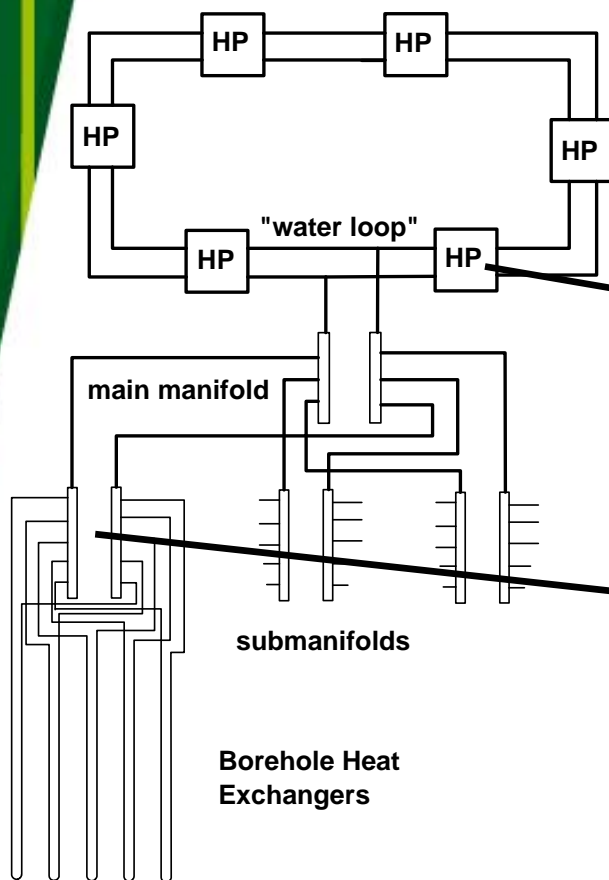 HP
HP
HP
HP
"water loop"
HP
HP
main manifold
submanifolds
Borehole Heat
Exchangers